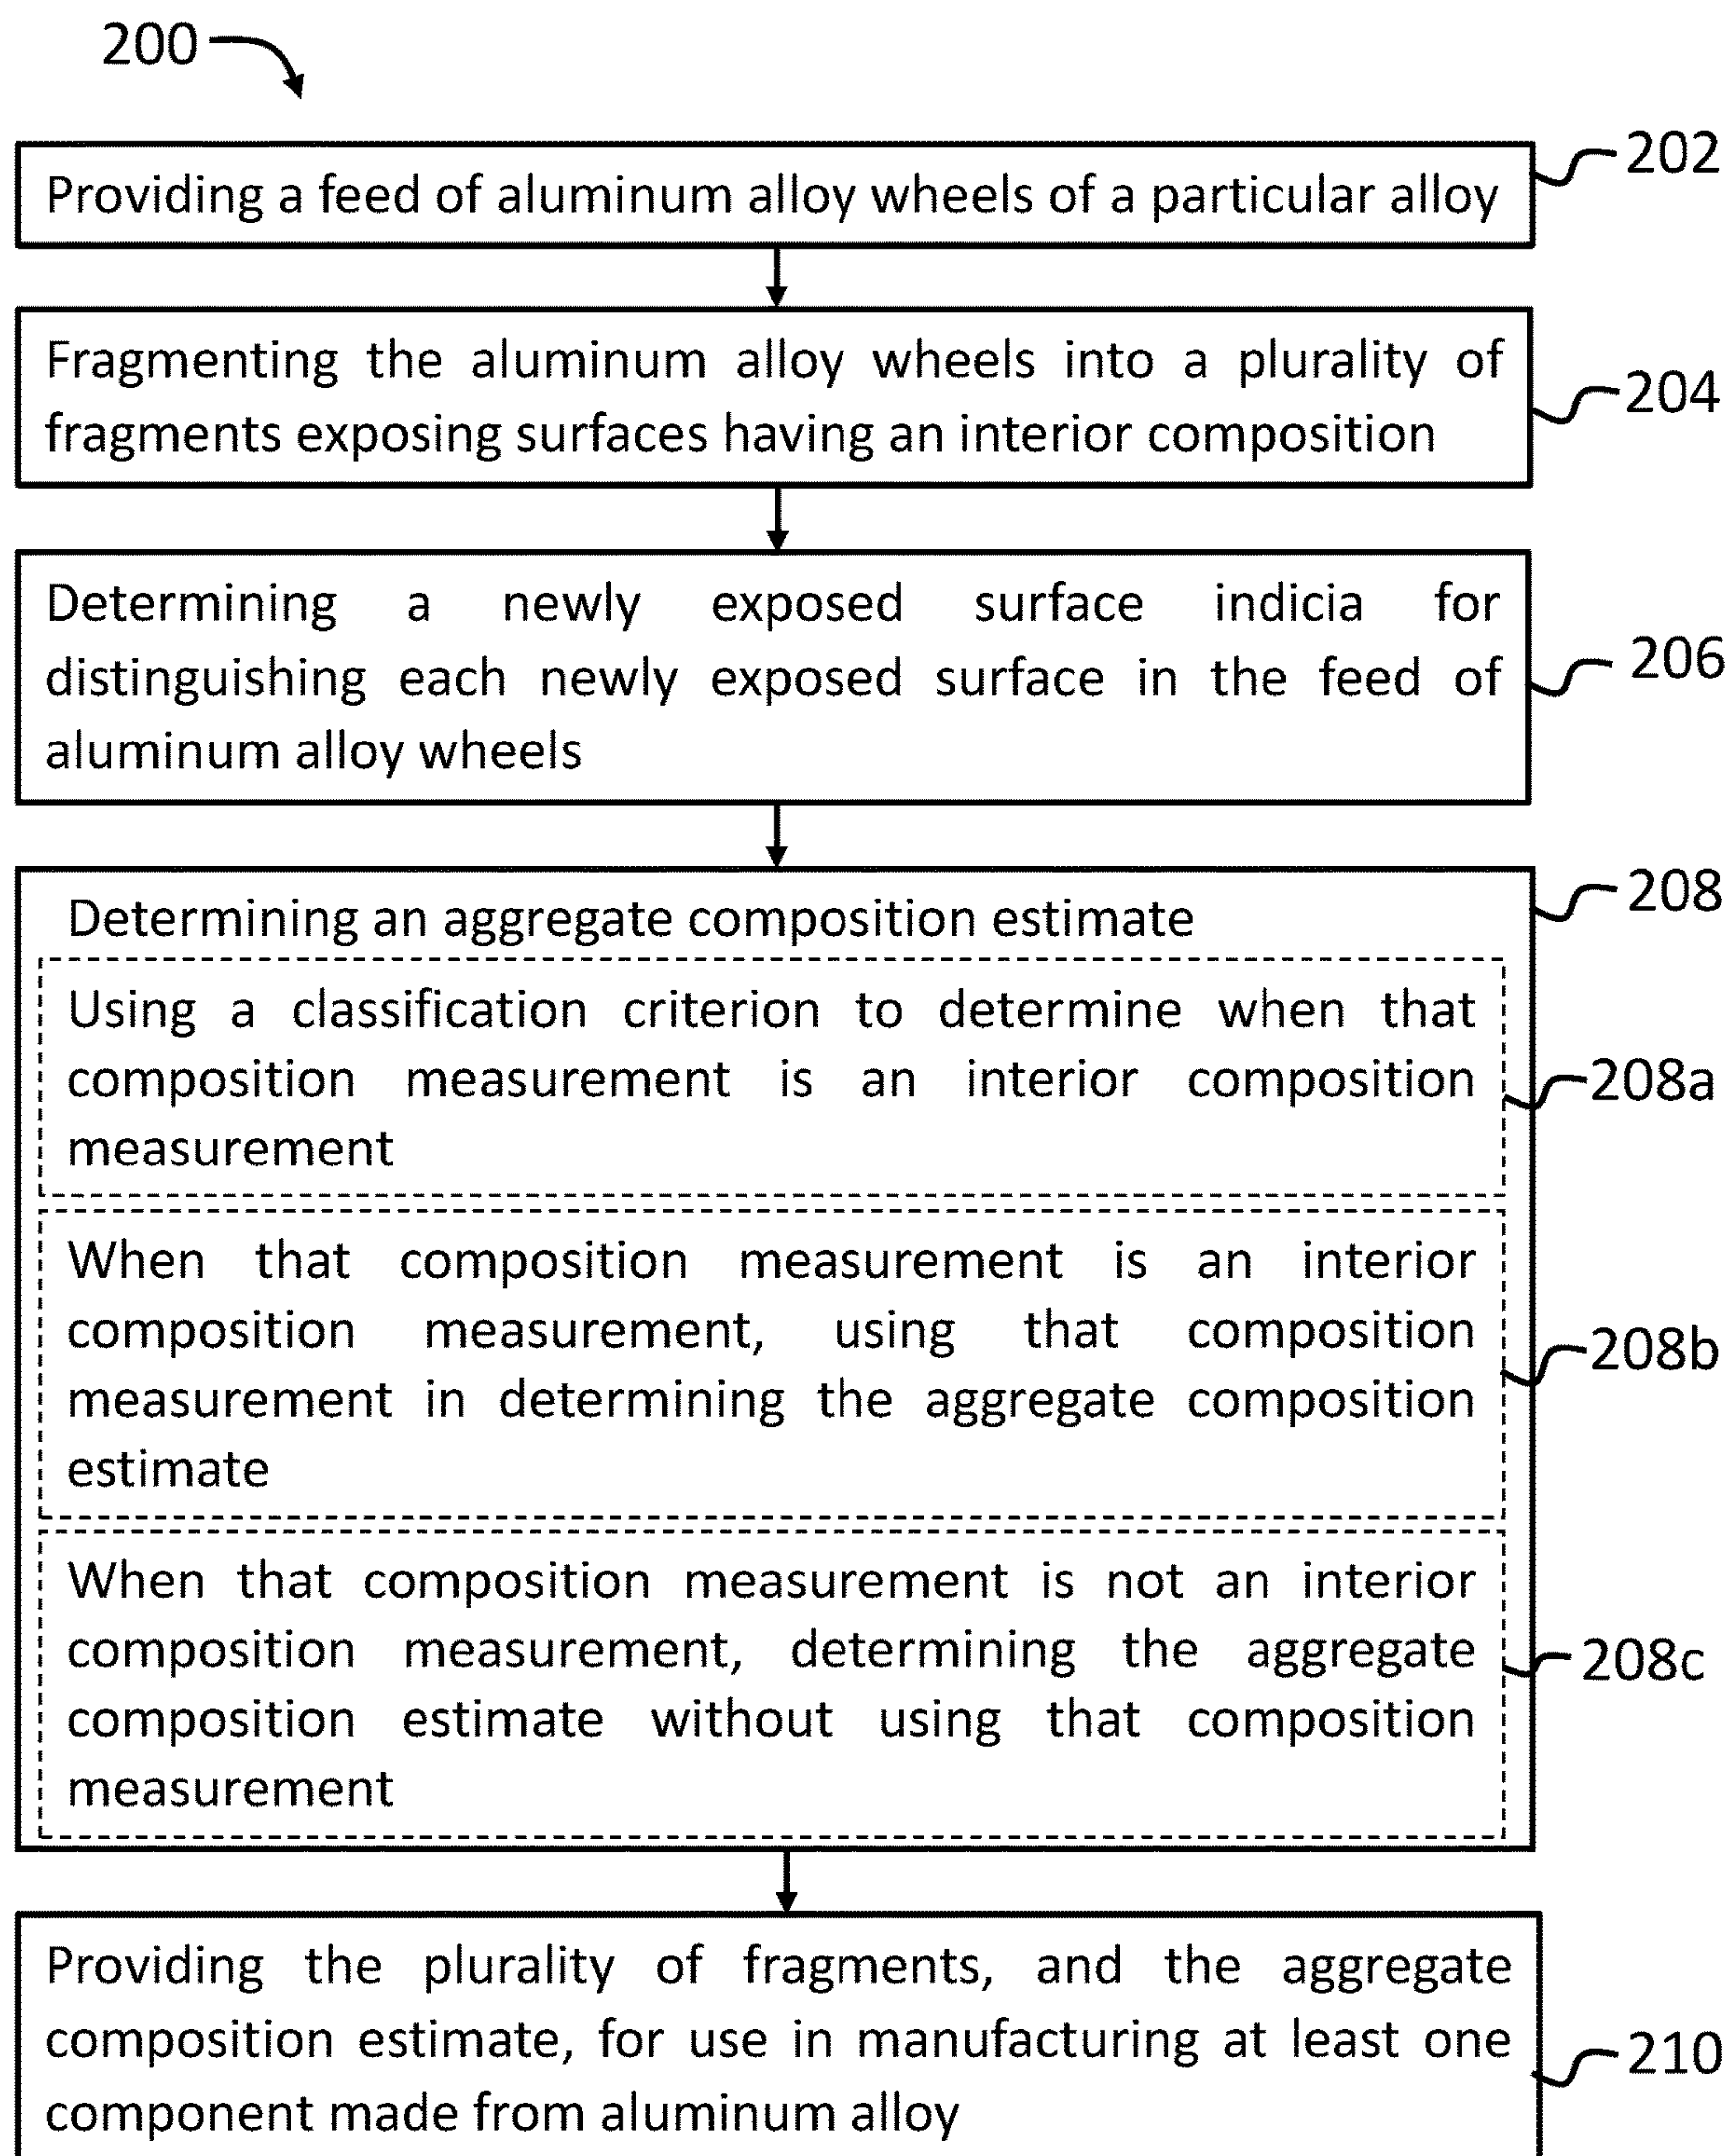 200
Providing a feed of aluminum alloy wheels of a particular alloy
202
Fragmenting the aluminum alloy wheels into a plurality of
fragments exposing surfaces having an interior composition
204
Determining a newly exposed surface indicia for
distinguishing each newly exposed surface in the feed of
aluminum alloy wheels
206
Determining an aggregate composition estimate
208
Using a classification criterion to determine when that
composition measurement is an interior composition
measurement
208a
When that composition measurement is an interior
composition measurement, using that composition
measurement in determining the aggregate composition
estimate
208b
When that composition measurement is not an interior
composition measurement, determining the aggregate
composition estimate without using that composition
measurement
208c
Providing the plurality of fragments, and the aggregate
composition estimate, for use in manufacturing at least one
component made from aluminum alloy
210